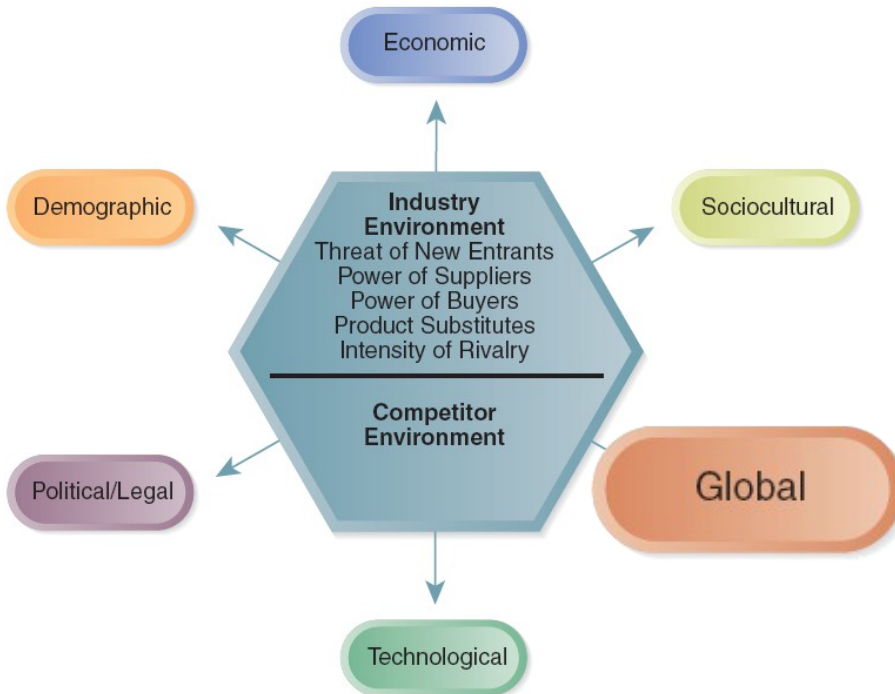 Economic
Demographic
Sociocultural
Industry
Environment
Threat of New Entrants
Power of Suppliers
Power of Buyers
Product Substitutes
Intensity of Rivalry
Competitor
Environment
Political/Legal
Global
Technological